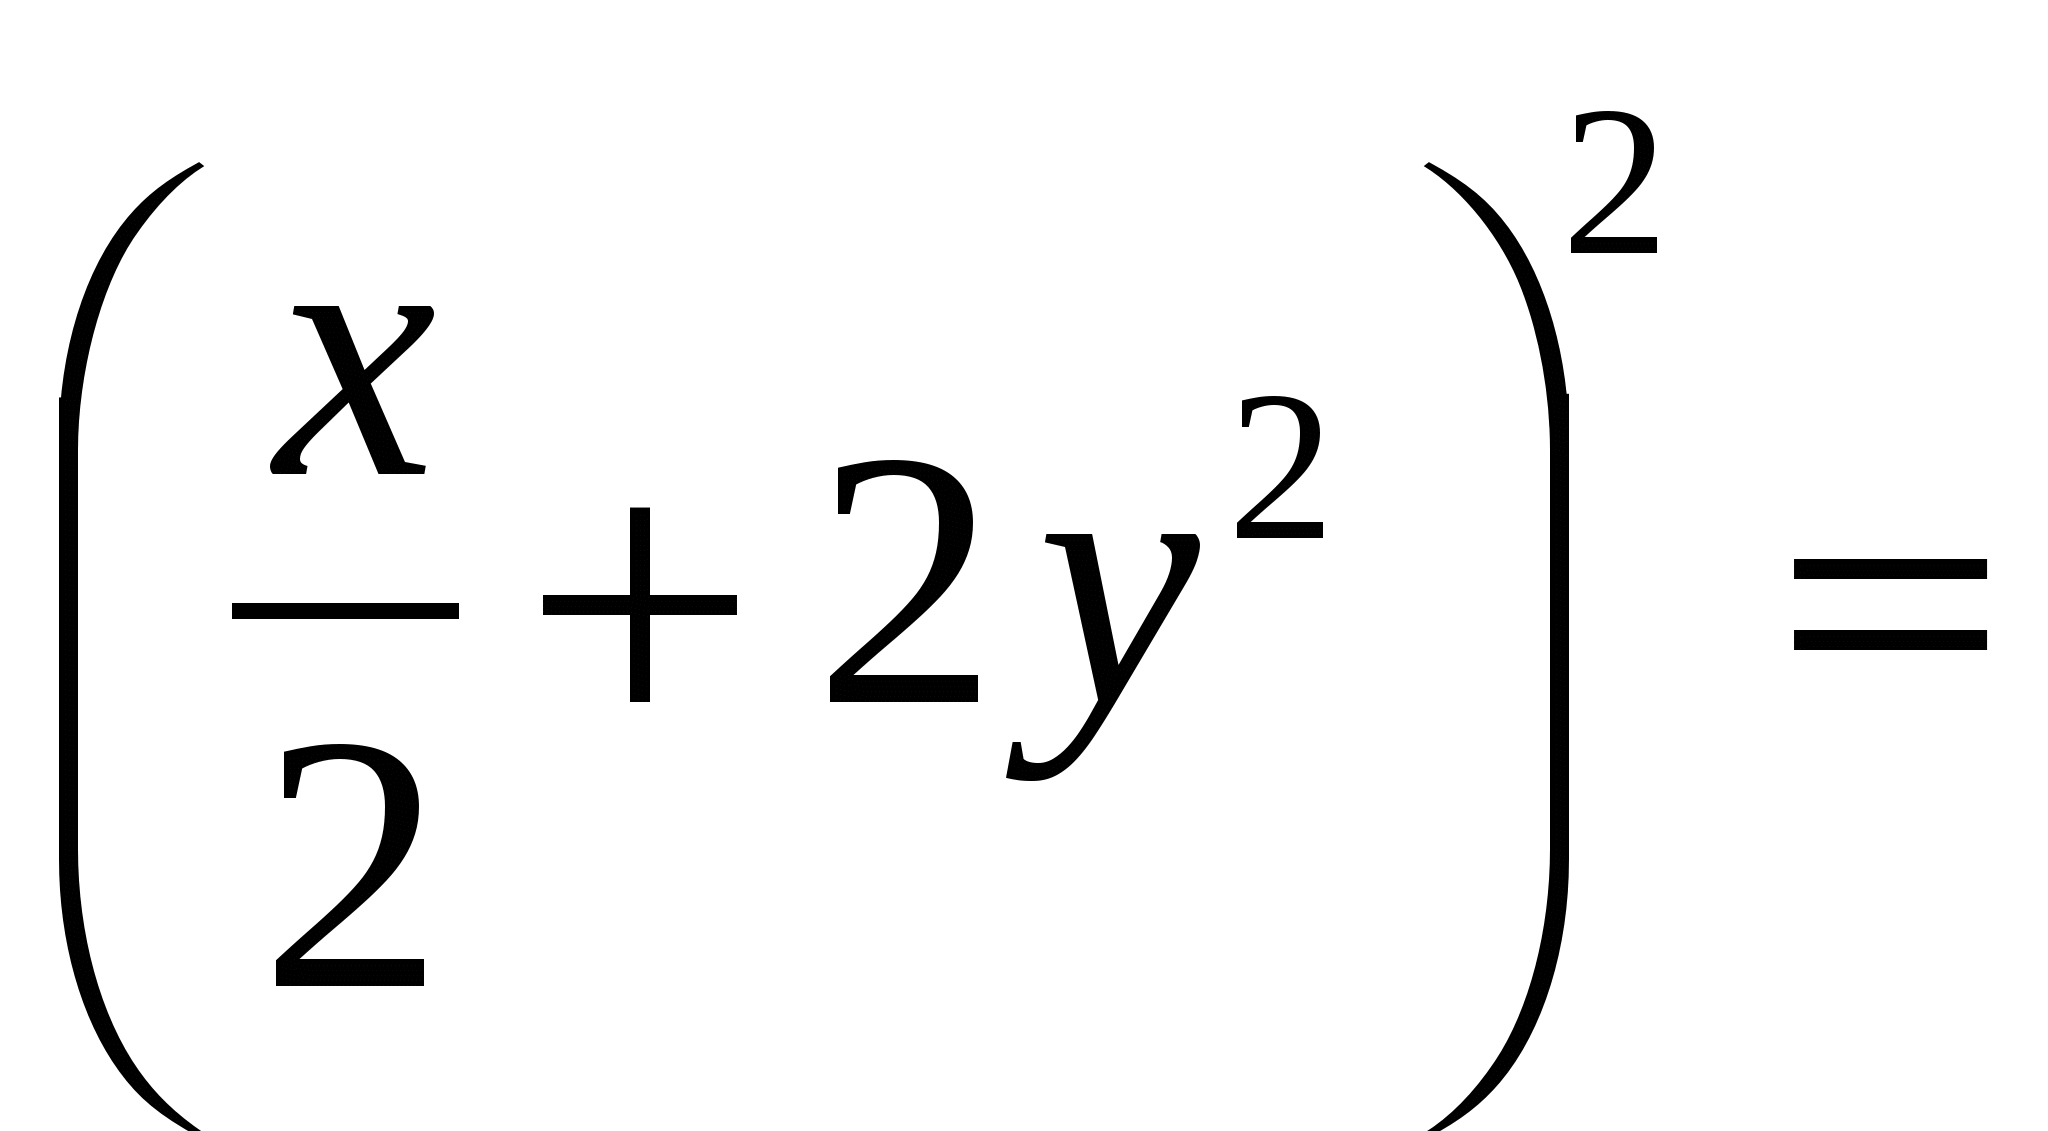 (x/2 + 2y²)² =